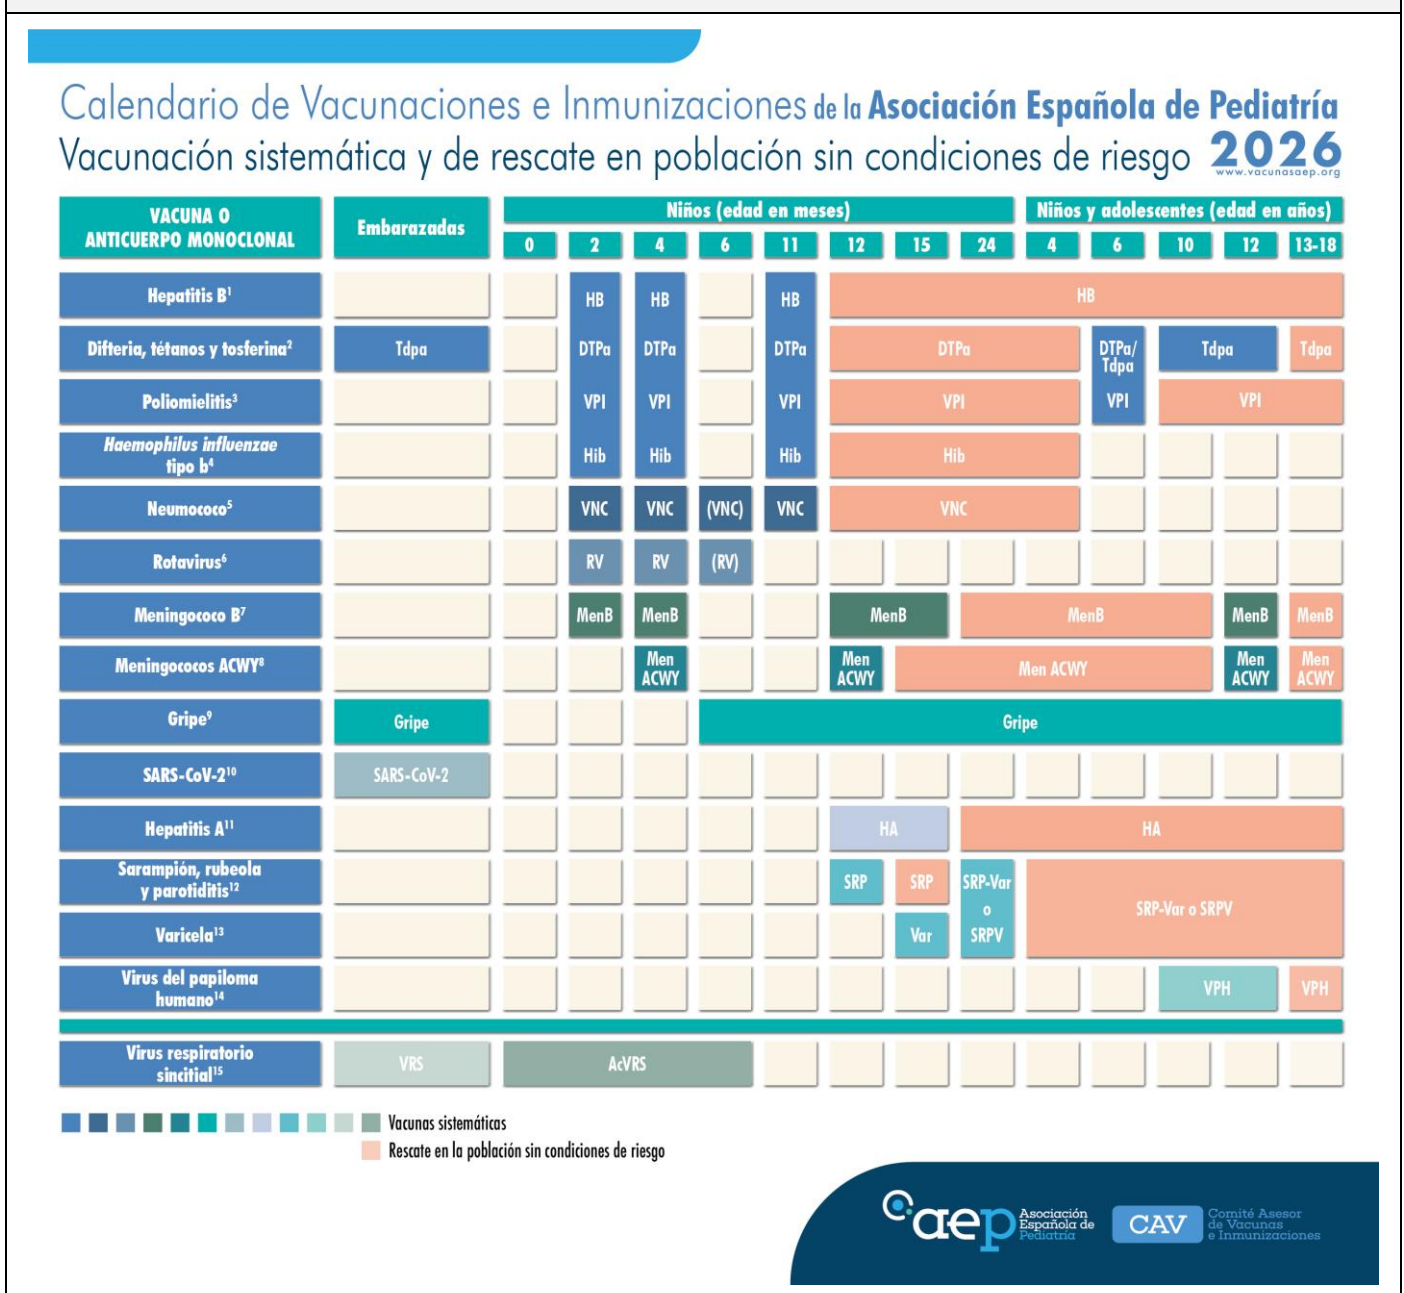 Calendario de Vacunaciones e Inmunizaciones de la Asociación Española de Pediatría
Vacunación sistemática y de rescate en población sin condiciones de riesgo 2026
www.vacunasaep.org
VACUNA O
ANTICUERPO MONOCLONAL
Embarazadas
Niños (edad en meses)
Niños y adolescentes (edad en años)
0 2 4 6 11 12 15 24 4 6 10 12 13-18
Hepatitis B¹
HB HB HB HB
Difteria, tétanos y tosferina²
Tdpa DTPa DTPa DTPa DTPa DTPa/
Tdpa
Tdpa Tdpa
Poliomielitis³
VPI VPI VPI VPI VPI VPI
Haemophilus influenzae
tipo b⁴
Hib Hib Hib Hib
Neumococo⁵
VNC VNC (VNC) VNC VNC
Rotavirus⁶
RV RV (RV)
Meningococo B⁷
MenB MenB MenB MenB MenB MenB
Meningococos ACWY⁸
Men
ACWY
Men
ACWY
Men ACWY
Men
ACWY
Men
ACWY
Gripe⁹
Gripe Gripe
SARS-CoV-2¹⁰
SARS-CoV-2
Hepatitis A¹¹
HA HA
Sarampión, rubeola
y parotiditis¹²
SRP SRP SRP-Var
o
SRPV
SRP-Var o SRPV
Varicela¹³
Var
Virus del papiloma
humano¹⁴
VPH VPH
Virus respiratorio
sincitial¹⁵
VRS AcVRS
Vacunas sistemáticas
Rescate en la población sin condiciones de riesgo
aep Asociación
Española de
Pediatría
CAV Comité Asesor
de Vacunas
e Inmunizaciones